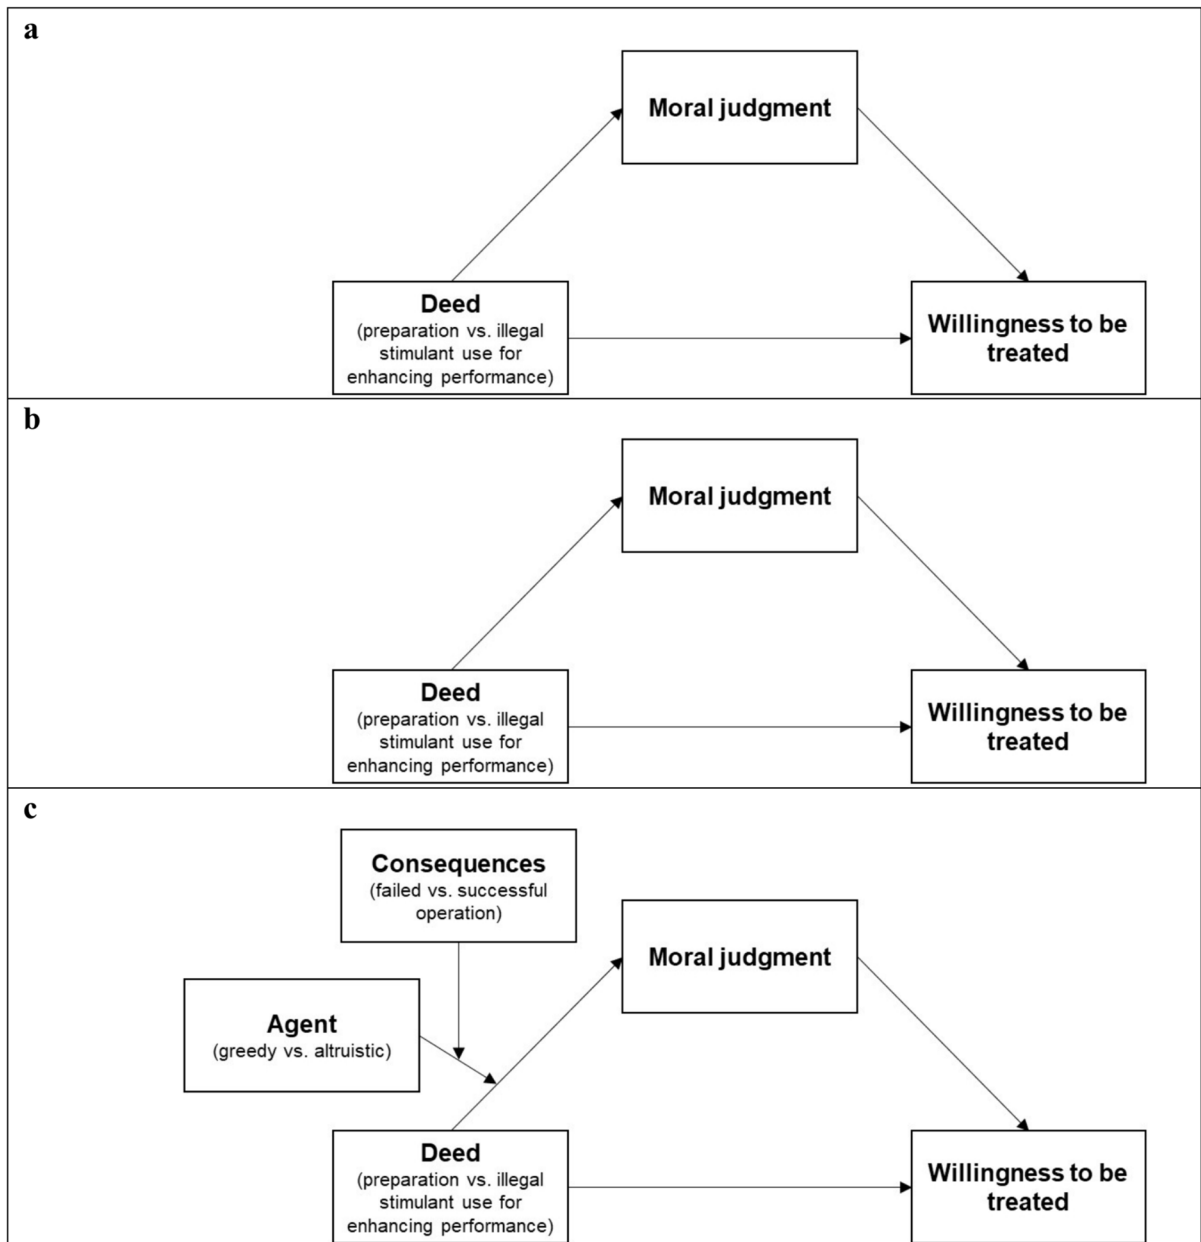 a
Moral judgment
Deed
(preparation vs. illegal
stimulant use for
enhancing performance)
Willingness to be
treated
b
Moral judgment
Deed
(preparation vs. illegal
stimulant use for
enhancing performance)
Willingness to be
treated
c
Consequences
(failed vs. successful
operation)
Moral judgment
Agent
(greedy vs. altruistic)
Deed
(preparation vs. illegal
stimulant use for
enhancing performance)
Willingness to be
treated